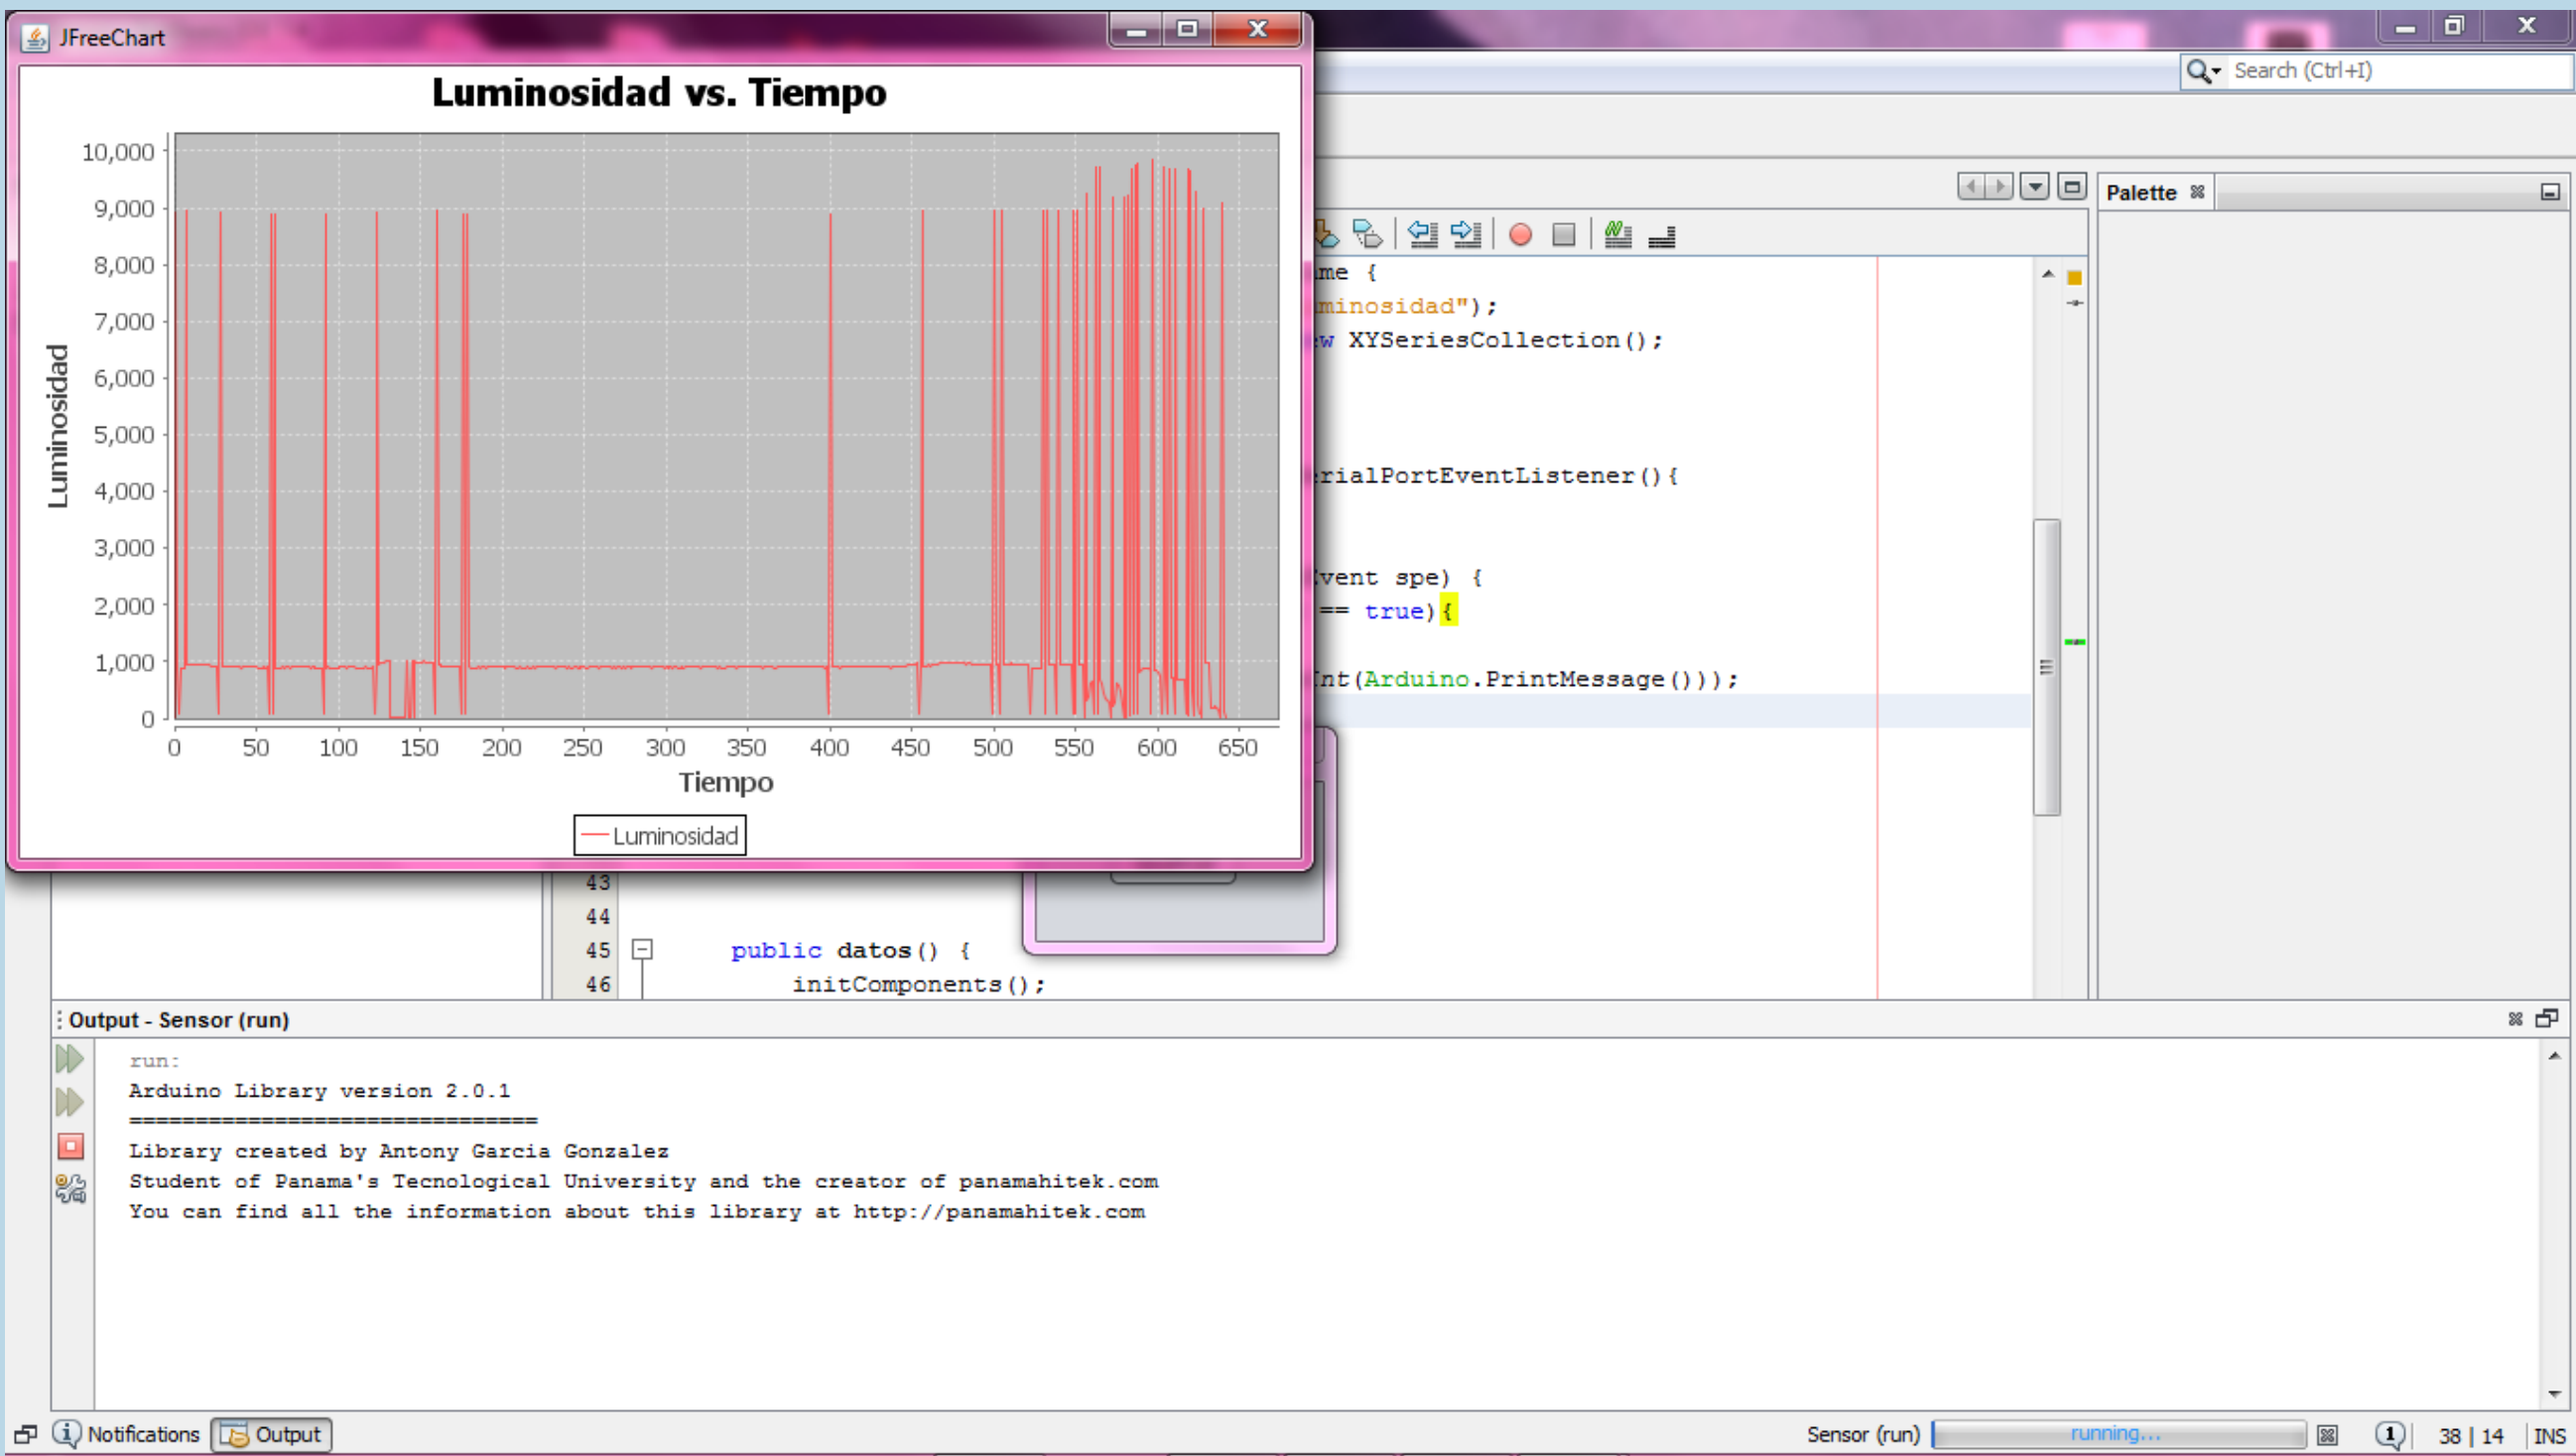 JFreeChart
Search (Ctrl+I)
Luminosidad vs. Tiempo
Luminosidad
10,000
9,000
8,000
7,000
6,000
5,000
4,000
3,000
2,000
1,000
0
0 50 100 150 200 250 300 350 400 450 500 550 600 650
Tiempo
Luminosidad
Palette
me {
minosidad");
w XYSeriesCollection();
rialPortEventListener(){
vent spe) {
== true){
nt(Arduino.PrintMessage()));
43
44
45 public datos() {
46 initComponents();
Output - Sensor (run)
run:
Arduino Library version 2.0.1
===============================
Library created by Antony Garcia Gonzalez
Student of Panama's Tecnological University and the creator of panamahitek.com
You can find all the information about this library at http://panamahitek.com
Notifications Output Sensor (run) running... 1 38 | 14 INS